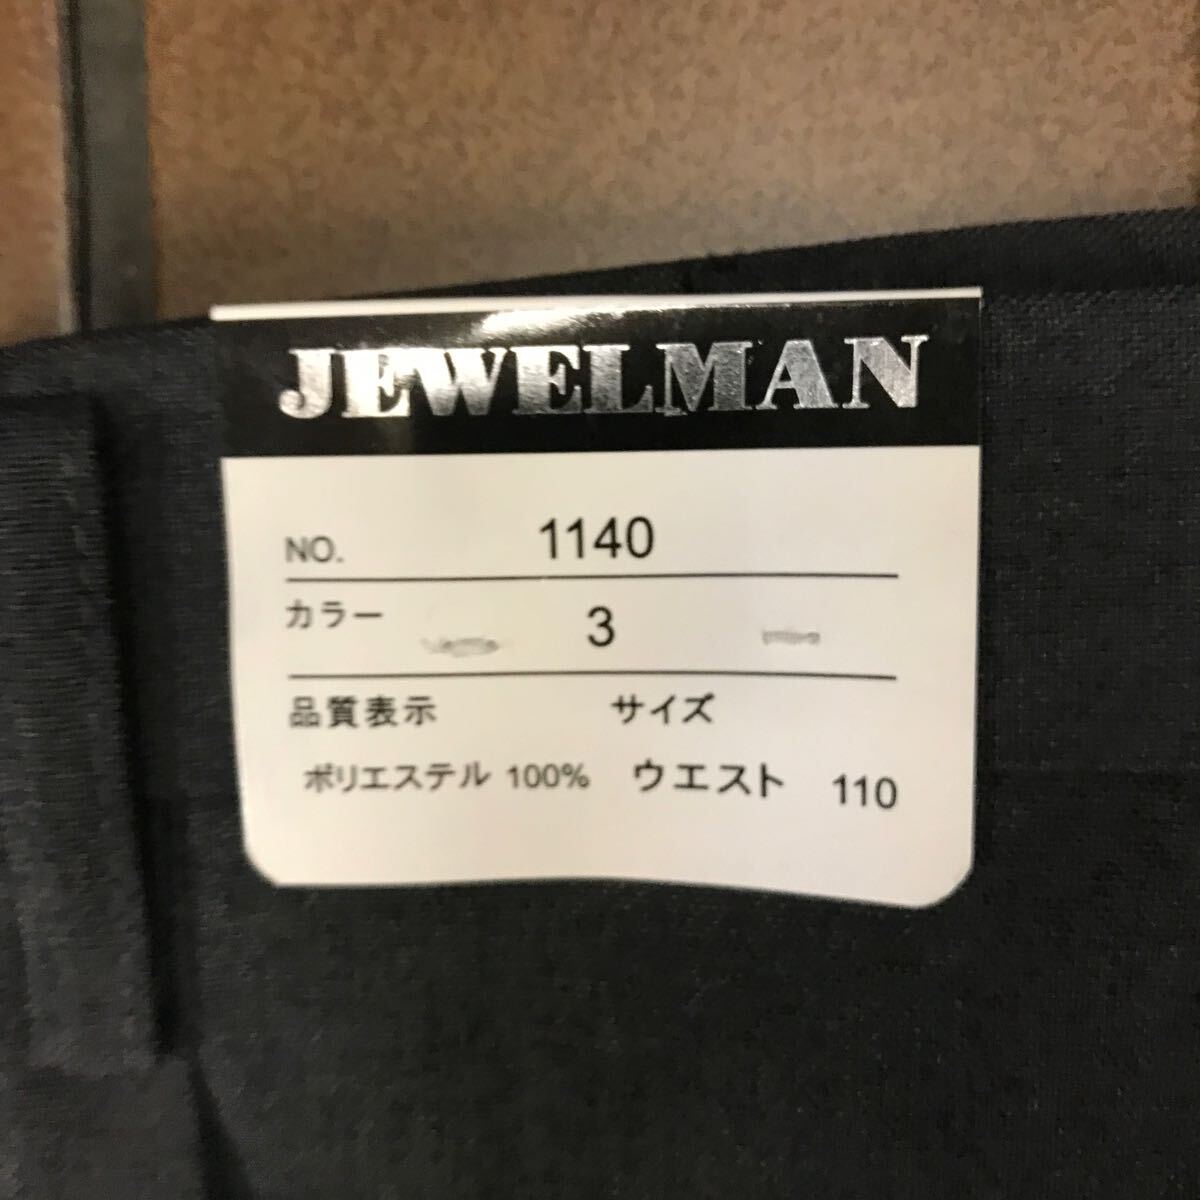 JEWELMAN
NO. 1140
カラー 3
品質表示 サイズ
ポリエステル 100% ウエスト 110